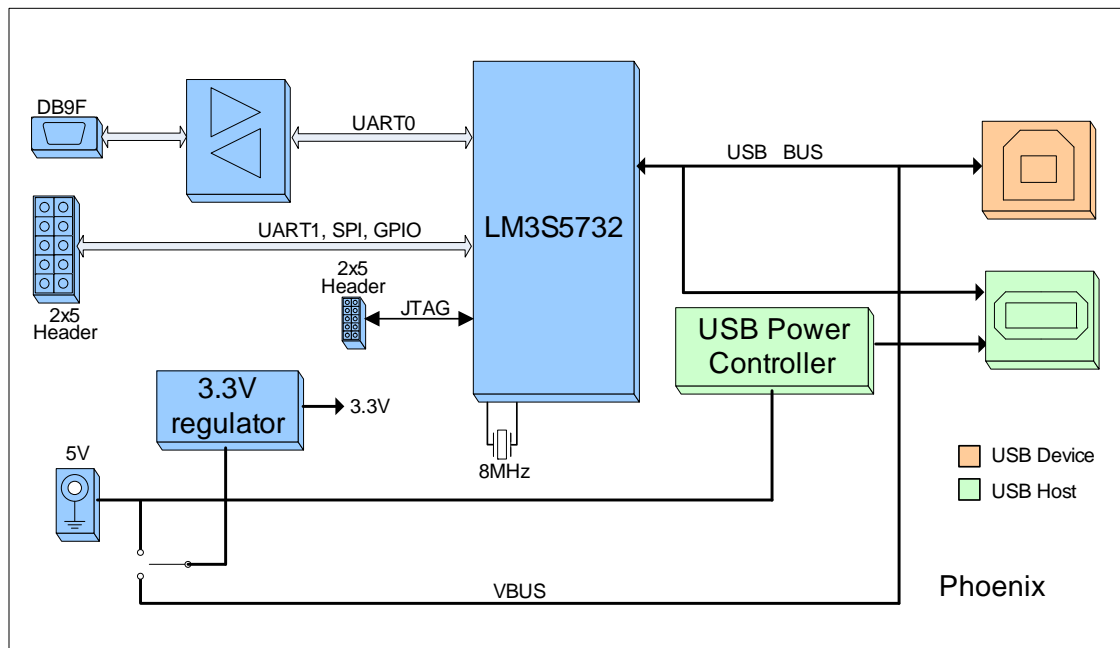 DB9F
UART0
USB BUS
LM3S5732
UART1, SPI, GPIO
2x5
Header
2x5
Header
JTAG
USB Power
Controller
3.3V
regulator
3.3V
8MHz
5V
USB Device
USB Host
VBUS
Phoenix